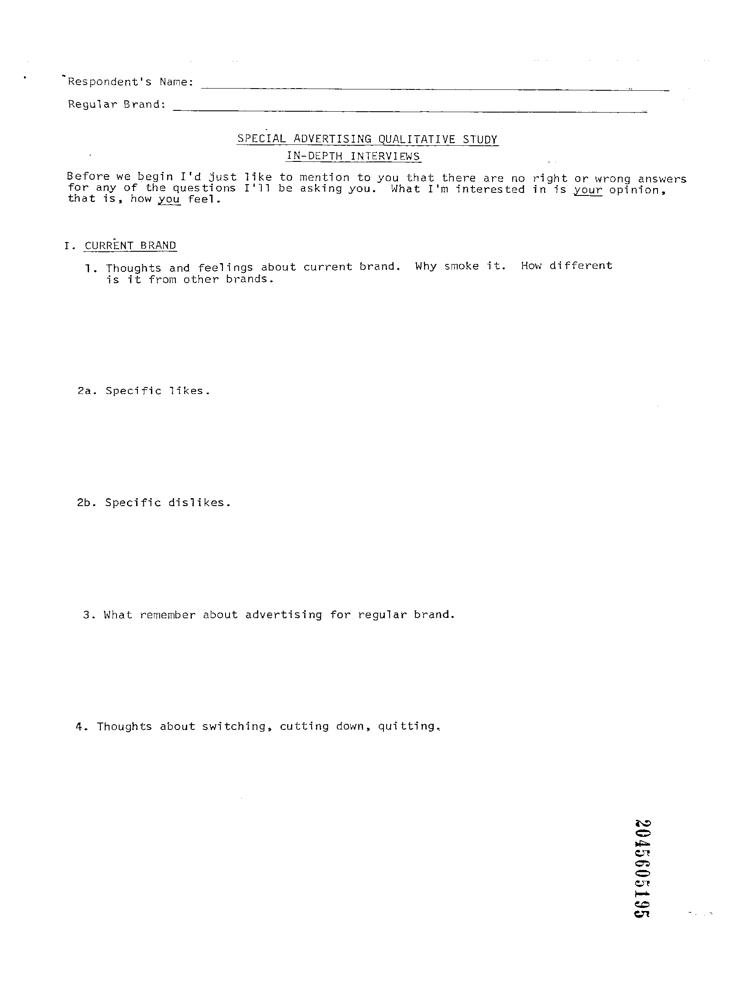 Respondent's Name:
Regular Brand:
SPECIAL ADVERTISING QUALITATIVE STUDY
IN-DEPTH INTERVIEWS
Before we begin I'd just like to mention to you that there are no right or wrong answers
for any of the questions I'll be asking you. What I'm interested in is your opinion,
that is, how you feel.
I. CURRENT BRAND
1. Thoughts and feelings about current brand. Why smoke it. How different
is it from other brands.
2a. Specific likes.
2b. Specific dislikes.
3. What remember about advertising for regular brand.
4. Thoughts about switching, cutting down, quitting.
2045605195